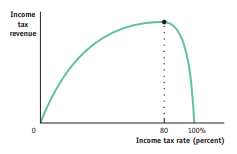 Income
tax
revenue
0
80
100%
Income tax rate (percent)